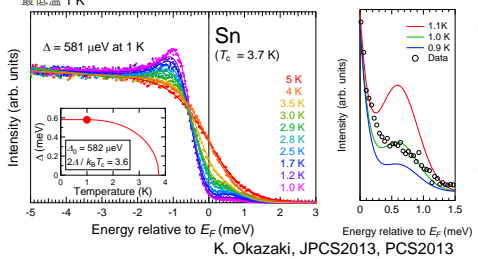 最低温 1 K
Δ = 581 μeV at 1 K
Sn
(Tc = 3.7 K)
5 K
4 K
3.5 K
3.0 K
2.9 K
2.8 K
2.5 K
1.7 K
1.2 K
1.0 K
Intensity (arb. units)
Δ (meV)
0.6
0.4
0.2
0
Δ0 = 582 μeV
2Δ / kBTc = 3.6
0 1 2 3 4
Temperature (K)
-5 -4 -3 -2 -1 0 1 2 3
Energy relative to EF (meV)
1.1K
1.0 K
0.9 K
Data
Intensity (arb. units)
0 0.5 1.0 1.5
Energy relative to EF (meV)
K. Okazaki, JPCS2013, PCS2013